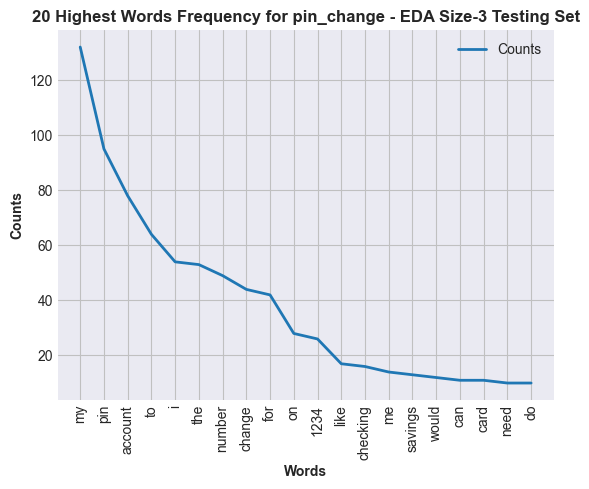 20 Highest Words Frequency for pin_change - EDA Size-3 Testing Set
Counts
120
100
80
60
40
20
Counts
my
pin
account
to
i
the
number
change
for
on
1234
like
checking
me
savings
would
can
card
need
do
Words